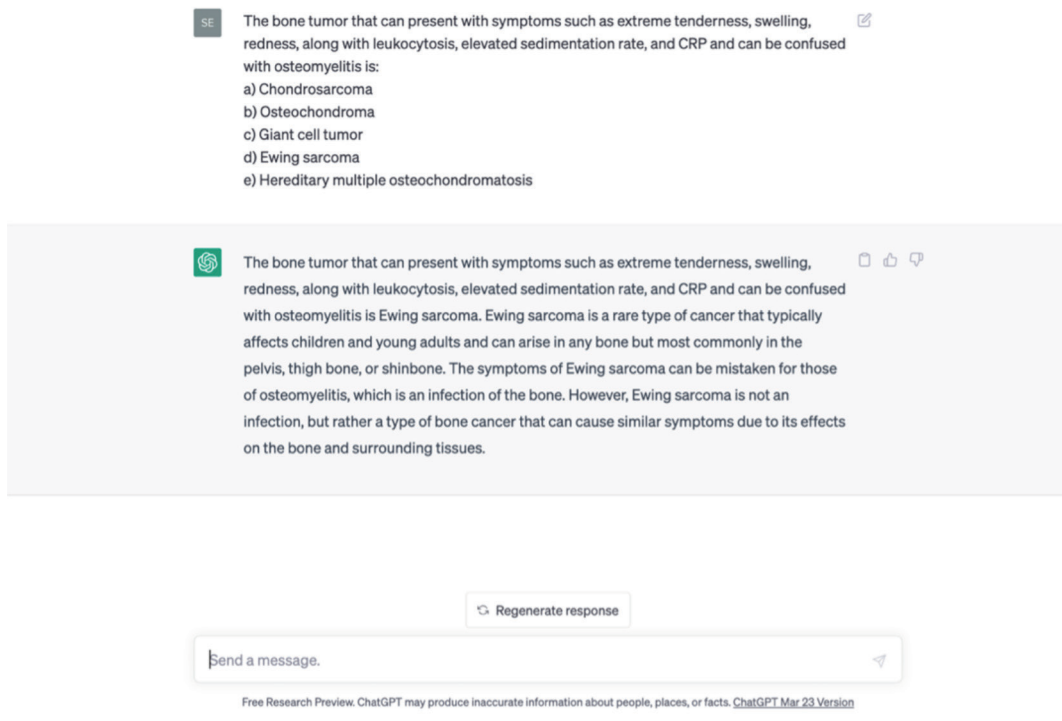 SE
The bone tumor that can present with symptoms such as extreme tenderness, swelling,
redness, along with leukocytosis, elevated sedimentation rate, and CRP and can be confused
with osteomyelitis is:
a) Chondrosarcoma
b) Osteochondroma
c) Giant cell tumor
d) Ewing sarcoma
e) Hereditary multiple osteochondromatosis
The bone tumor that can present with symptoms such as extreme tenderness, swelling,
redness, along with leukocytosis, elevated sedimentation rate, and CRP and can be confused
with osteomyelitis is Ewing sarcoma. Ewing sarcoma is a rare type of cancer that typically
affects children and young adults and can arise in any bone but most commonly in the
pelvis, thigh bone, or shinbone. The symptoms of Ewing sarcoma can be mistaken for those
of osteomyelitis, which is an infection of the bone. However, Ewing sarcoma is not an
infection, but rather a type of bone cancer that can cause similar symptoms due to its effects
on the bone and surrounding tissues.
Regenerate response
Send a message.
Free Research Preview. ChatGPT may produce inaccurate information about people, places, or facts. ChatGPT Mar 23 Version